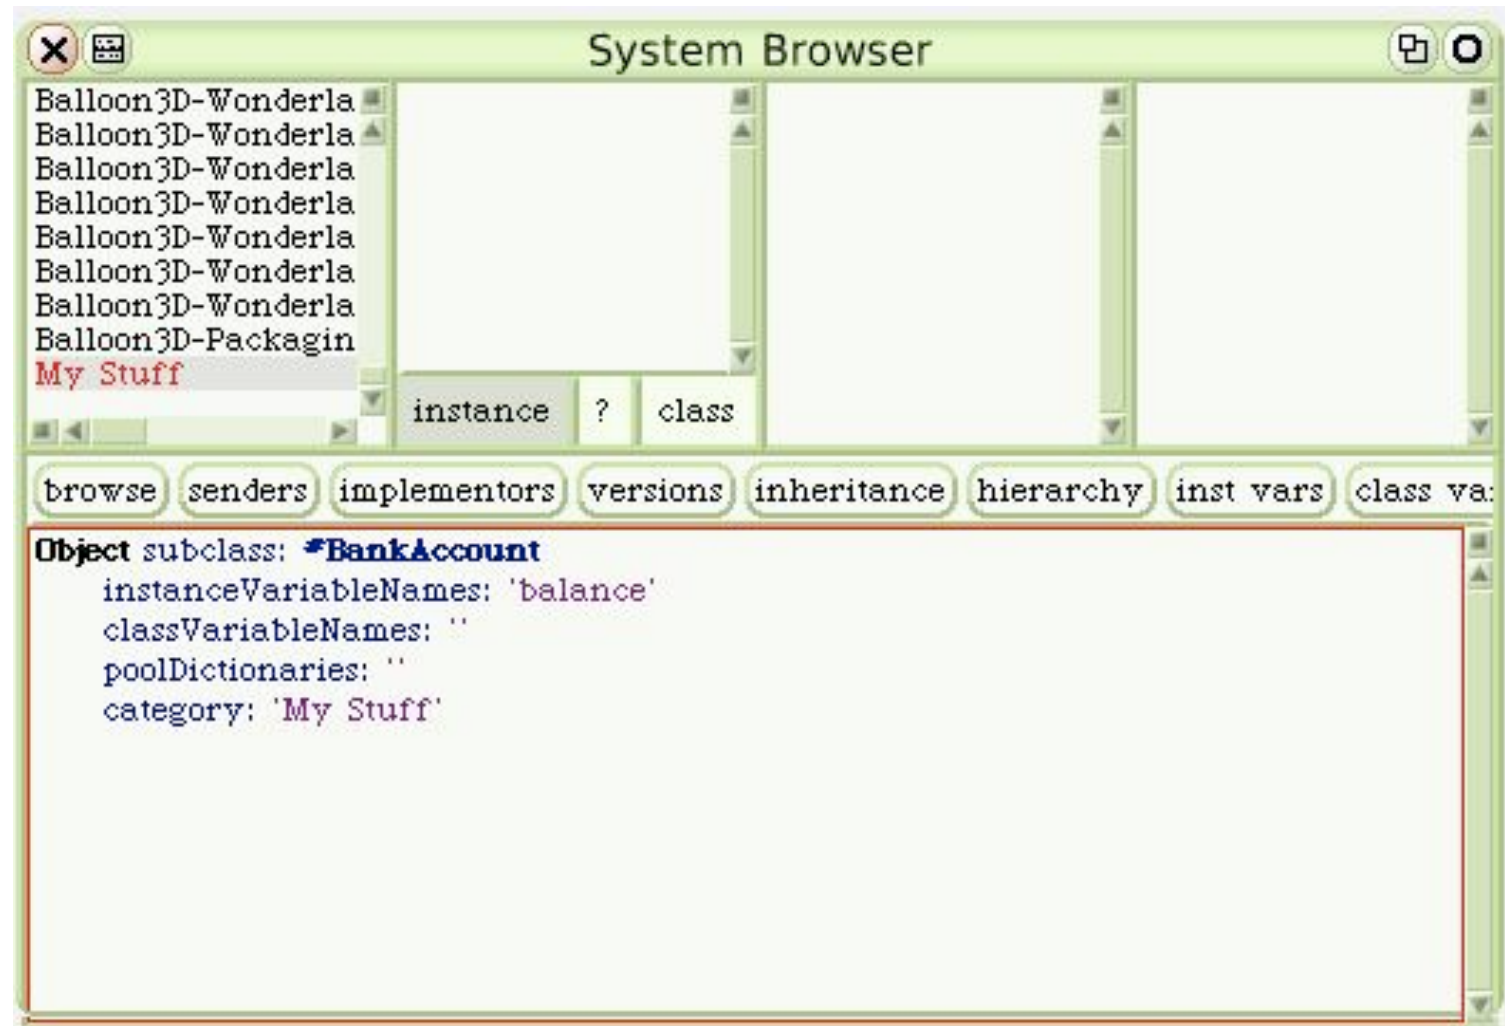 System Browser
Balloon3D-Wonderla
Balloon3D-Wonderla
Balloon3D-Wonderla
Balloon3D-Wonderla
Balloon3D-Wonderla
Balloon3D-Wonderla
Balloon3D-Wonderla
Balloon3D-Packagin
My Stuff
instance ? class
browse senders implementors versions inheritance hierarchy inst vars class va
Object subclass: #BankAccount
instanceVariableNames: 'balance'
classVariableNames: ''
poolDictionaries: ''
category: 'My Stuff'